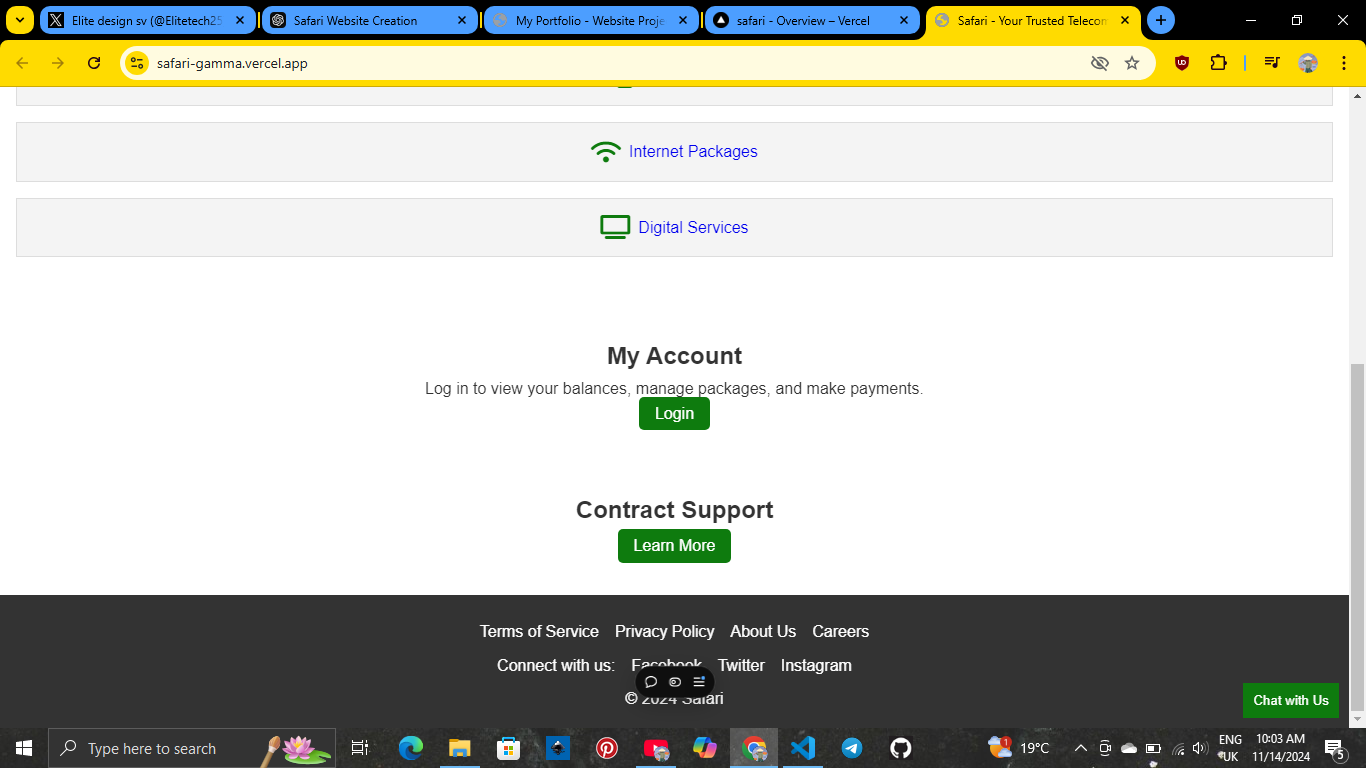 Elite design sv (@Elitetech25
Safari Website Creation
My Portfolio - Website Proje
safari - Overview – Vercel
Safari - Your Trusted Telecom
safari-gamma.vercel.app
Internet Packages
Digital Services
My Account
Log in to view your balances, manage packages, and make payments.
Login
Contract Support
Learn More
Terms of Service Privacy Policy About Us Careers
Connect with us: Facebook Twitter Instagram
© 2024 Safari
Chat with Us
Type here to search
19°C
ENG
UK
10:03 AM
11/14/2024
5